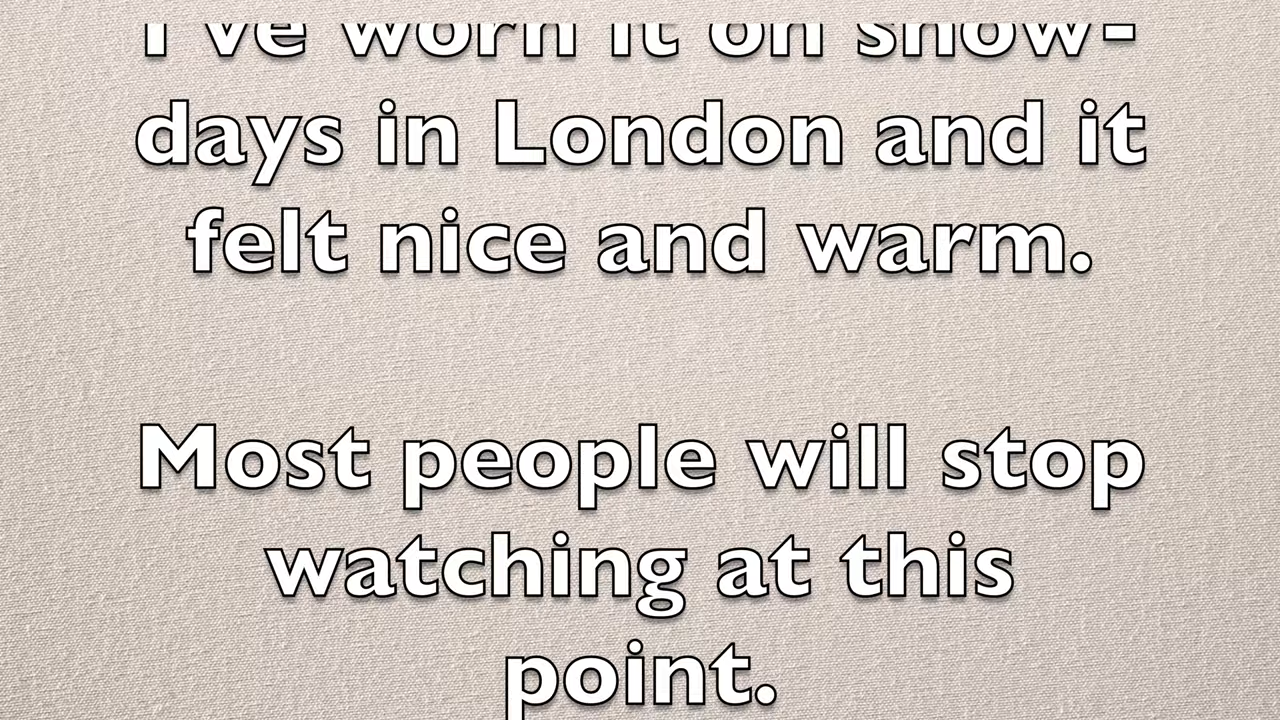 I've worn it on snow-
days in London and it
felt nice and warm.
Most people will stop
watching at this
point.